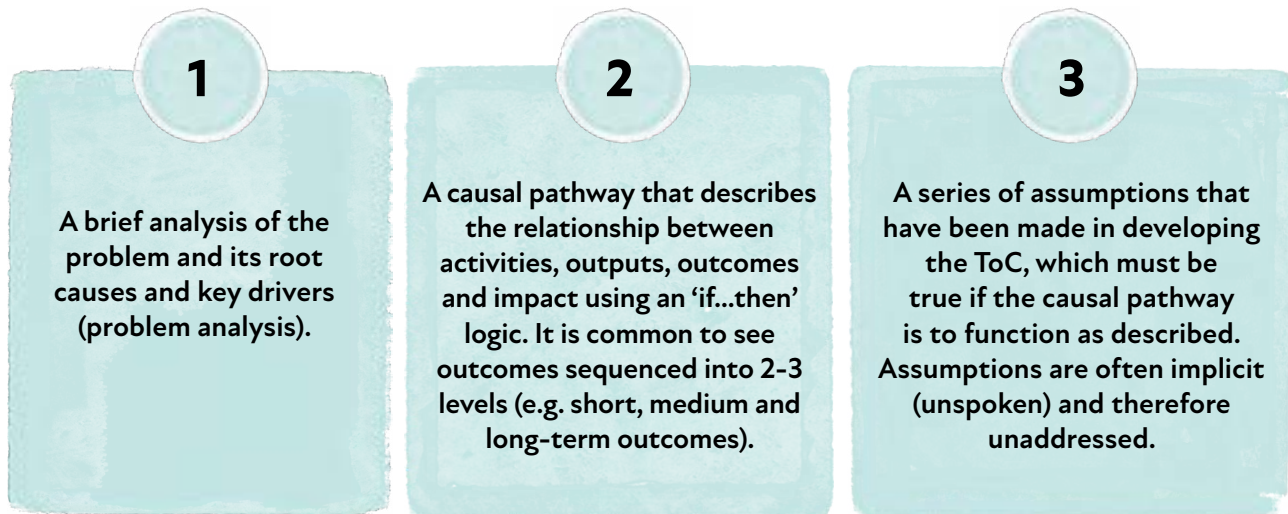 1
A brief analysis of the
problem and its root
causes and key drivers
(problem analysis).
2
A causal pathway that describes
the relationship between
activities, outputs, outcomes
and impact using an ‘if...then’
logic. It is common to see
outcomes sequenced into 2-3
levels (e.g. short, medium and
long-term outcomes).
3
A series of assumptions that
have been made in developing
the ToC, which must be
true if the causal pathway
is to function as described.
Assumptions are often implicit
(unspoken) and therefore
unaddressed.